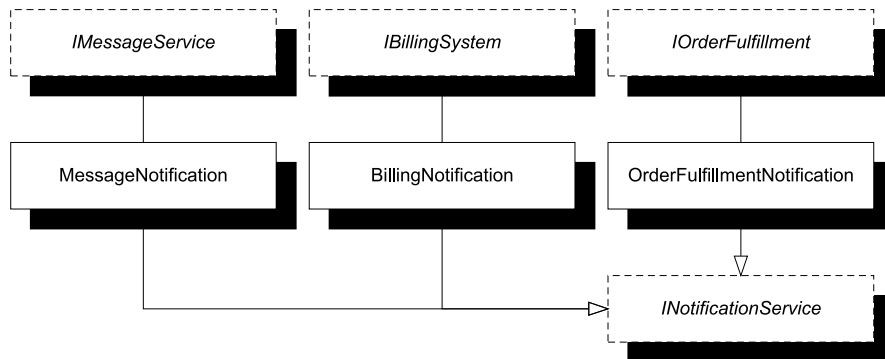 IMessageService
IBillingSystem
IOrderFulfillment
MessageNotification
BillingNotification
OrderFulfillmentNotification
INotificationService